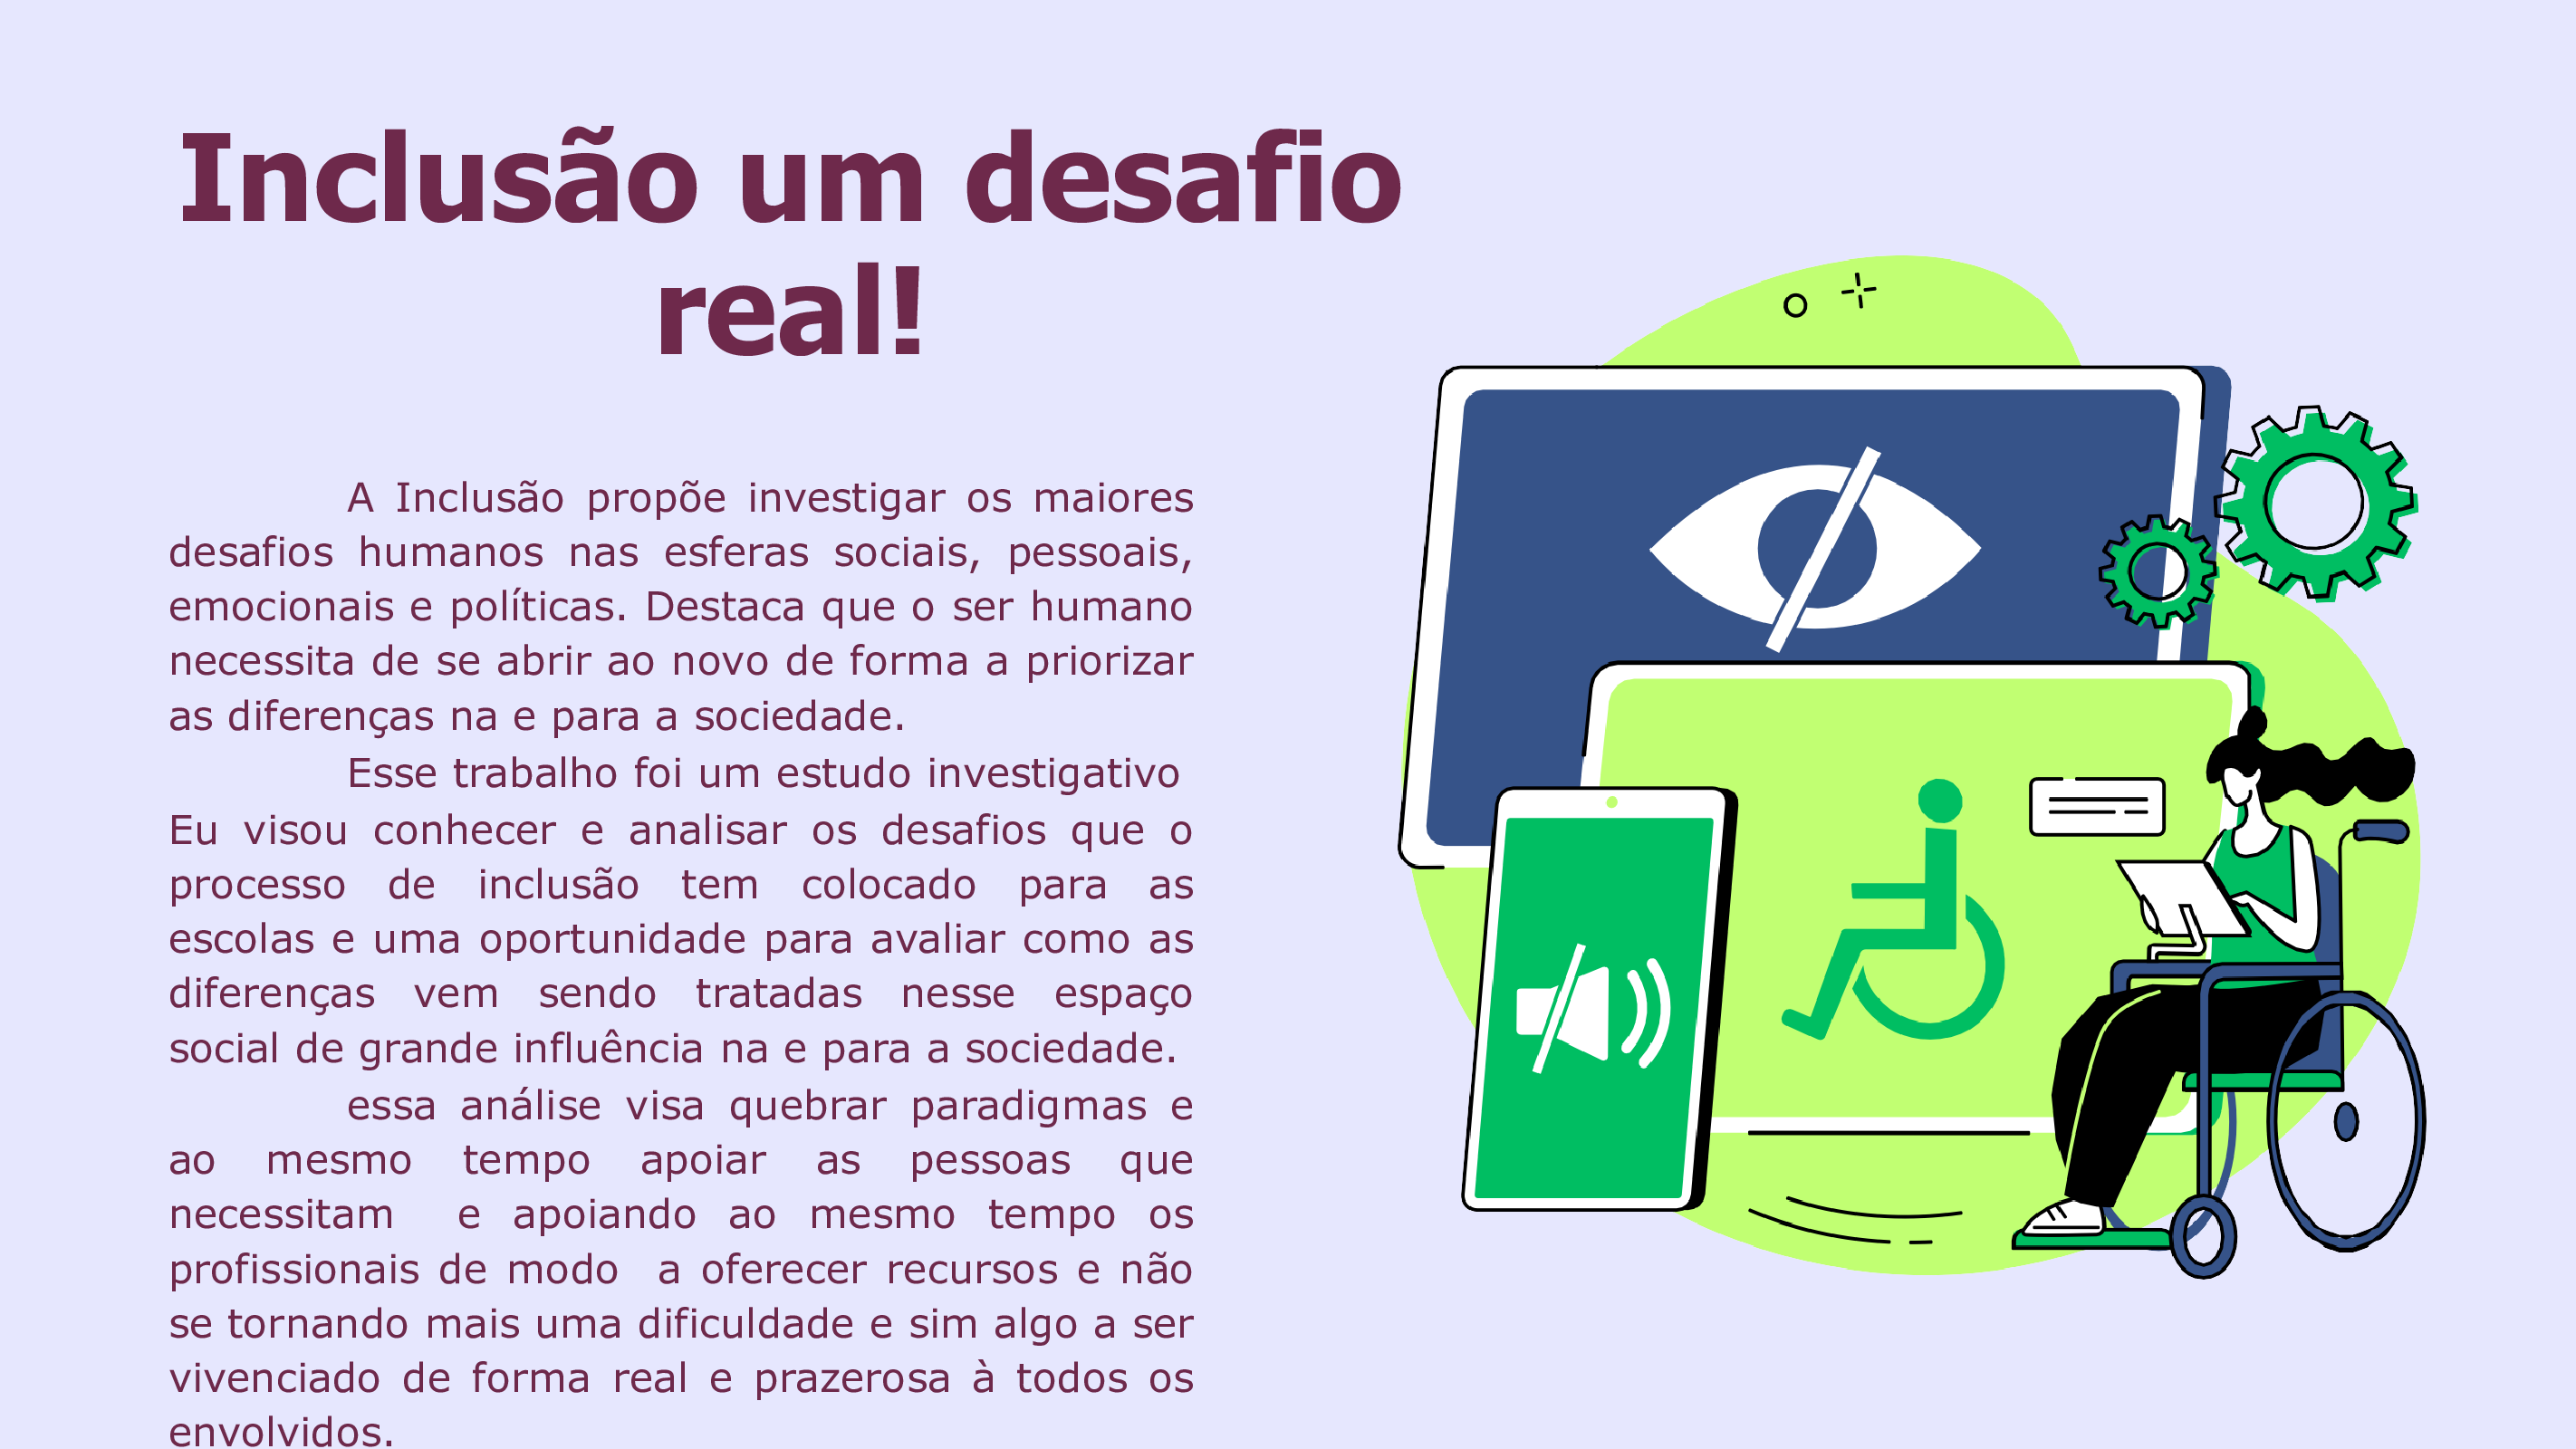 Inclusão um desafio
real!
A Inclusão propõe investigar os maiores
desafios humanos nas esferas sociais, pessoais,
emocionais e políticas. Destaca que o ser humano
necessita de se abrir ao novo de forma a priorizar
as diferenças na e para a sociedade.
Esse trabalho foi um estudo investigativo
Eu visou conhecer e analisar os desafios que o
processo de inclusão tem colocado para as
escolas e uma oportunidade para avaliar como as
diferenças vem sendo tratadas nesse espaço
social de grande influência na e para a sociedade.
essa análise visa quebrar paradigmas e
ao mesmo tempo apoiar as pessoas que
necessitam e apoiando ao mesmo tempo os
profissionais de modo a oferecer recursos e não
se tornando mais uma dificuldade e sim algo a ser
vivenciado de forma real e prazerosa à todos os
envolvidos.